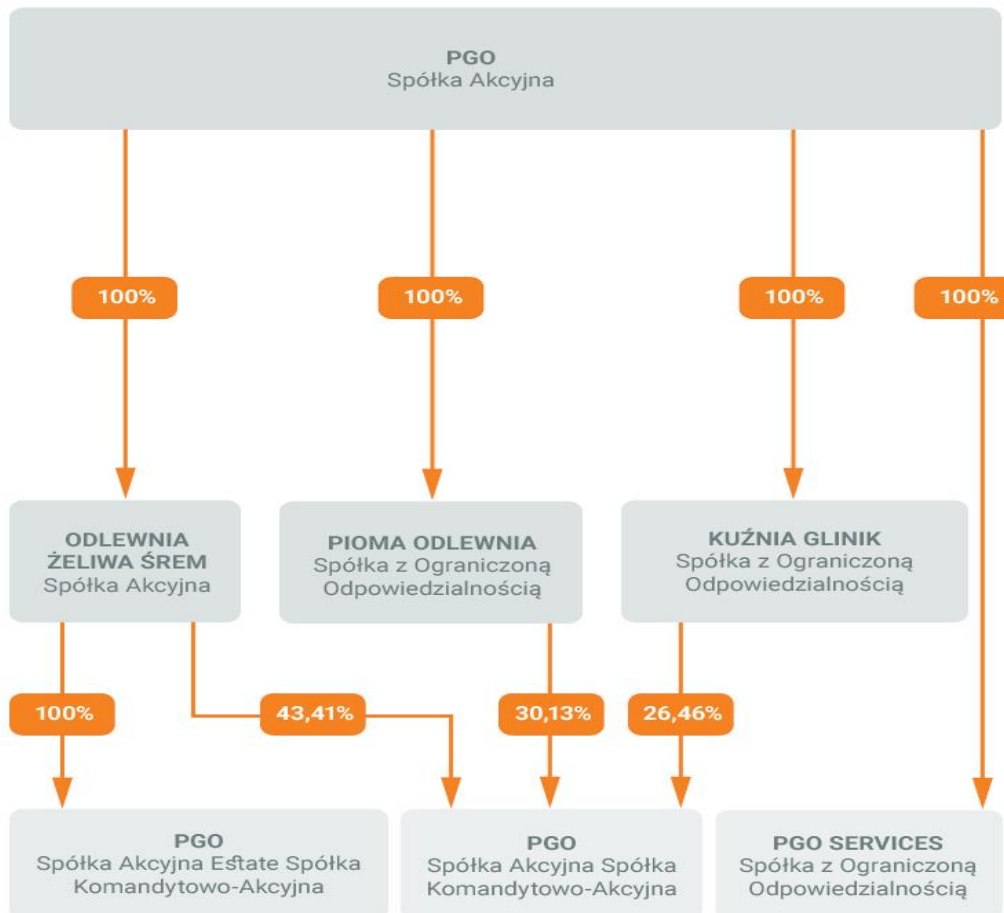 PGO
Spółka Akcyjna
100%
100%
100%
100%
ODLEWNIA
ŻELIWA ŚREM
Spółka Akcyjna
PIOMA ODLEWNIA
Spółka z Ograniczoną
Odpowiedzialnością
KUŹNIA GLINIK
Spółka z Ograniczoną
Odpowiedzialnością
100%
43,41%
30,13%
26,46%
PGO
Spółka Akcyjna Estate Spółka
Komandytowo-Akcyjna
PGO
Spółka Akcyjna Spółka
Komandytowo-Akcyjna
PGO SERVICES
Spółka z Ograniczoną
Odpowiedzialnością